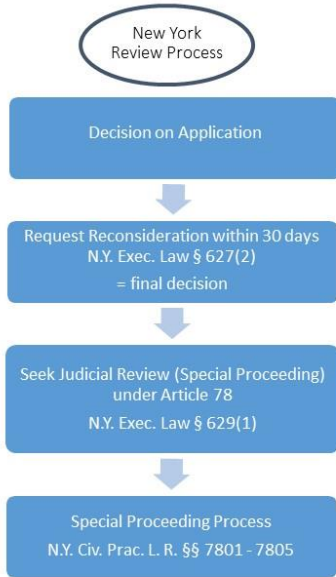 New York
Review Process
Decision on Application
Request Reconsideration within 30 days
N.Y. Exec. Law § 627(2)
= final decision
Seek Judicial Review (Special Proceeding)
under Article 78
N.Y. Exec. Law § 629(1)
Special Proceeding Process
N.Y. Civ. Prac. L. R. §§ 7801 - 7805